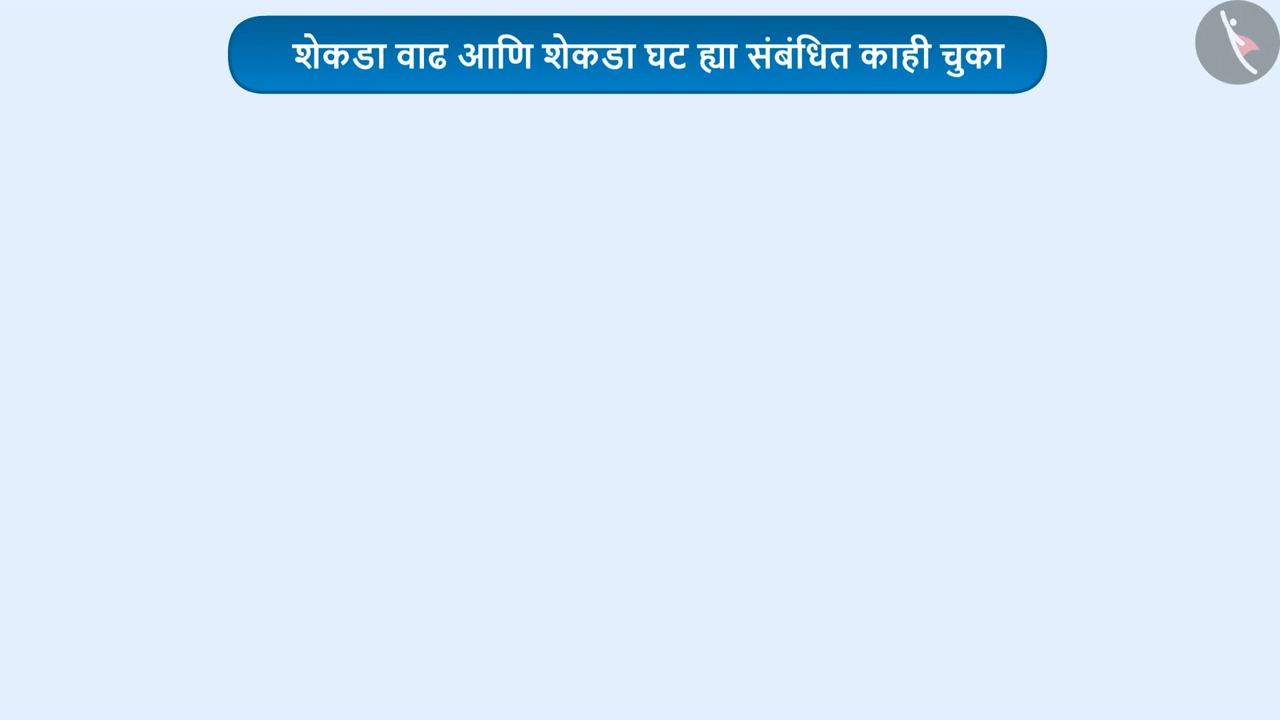 शेकडा वाढ आणि शेकडा घट ह्या संबंधित काही चुका